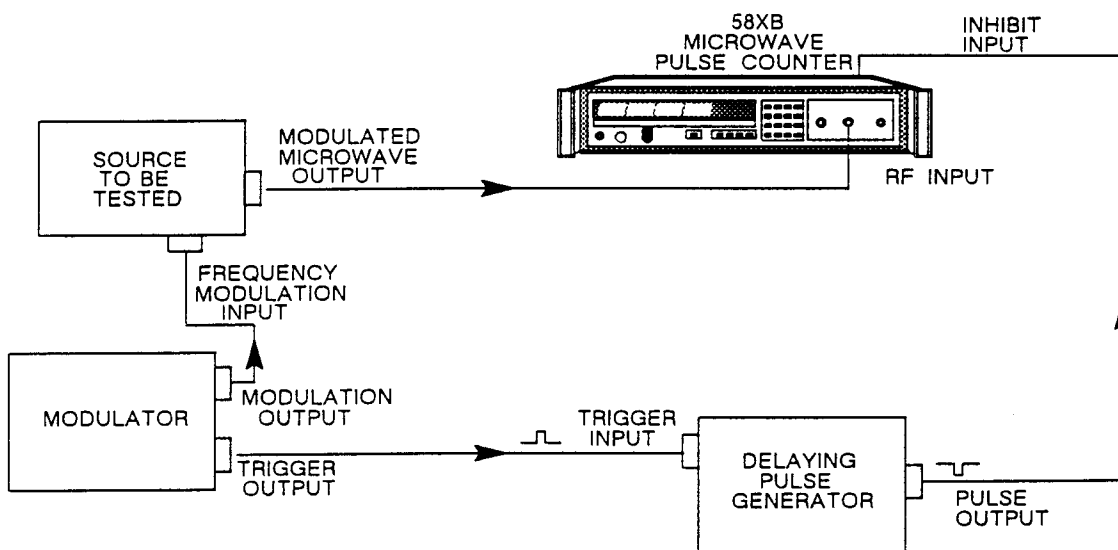 58XB
MICROWAVE
PULSE COUNTER
INHIBIT
INPUT
SOURCE
TO BE
TESTED
MODULATED
MICROWAVE
OUTPUT
RF INPUT
FREQUENCY
MODULATION
INPUT
MODULATOR
MODULATION
OUTPUT
TRIGGER
OUTPUT
TRIGGER
INPUT
DELAYING
PULSE
GENERATOR
PULSE
OUTPUT